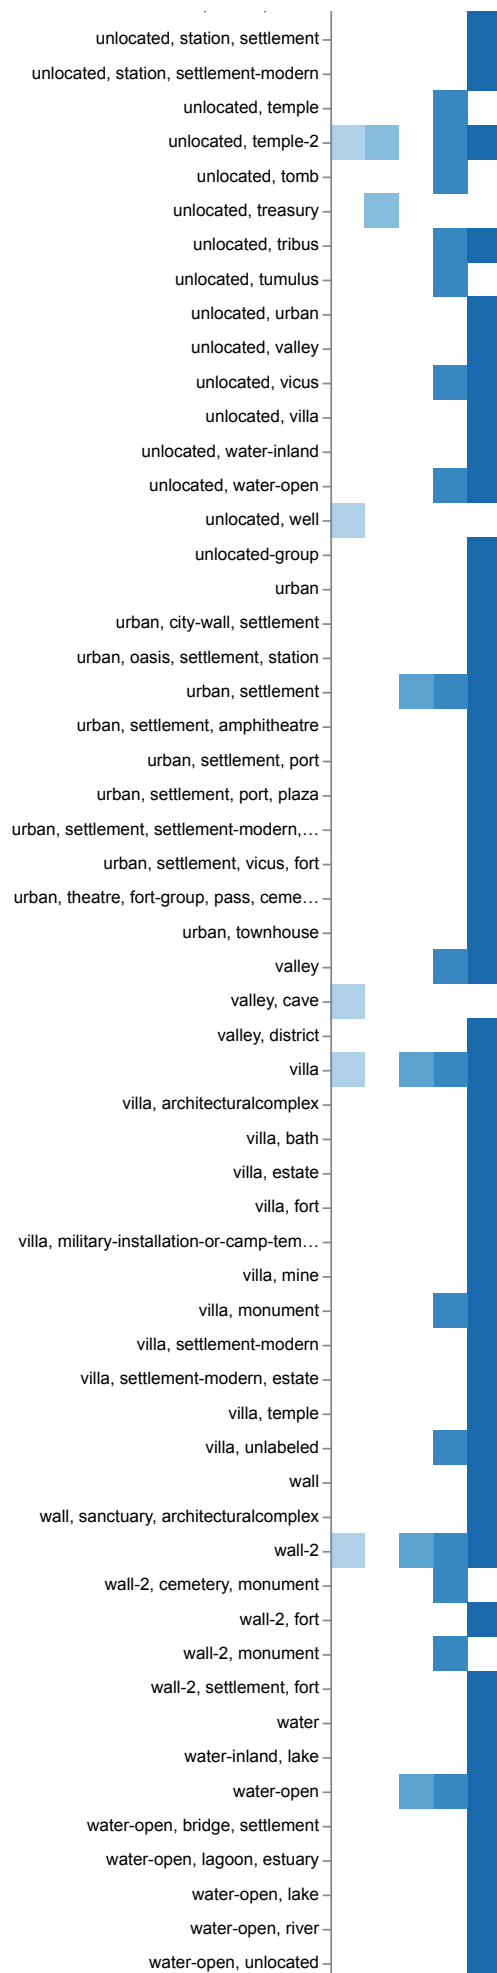 unlocated, station, settlement
unlocated, station, settlement-modern
unlocated, temple
unlocated, temple-2
unlocated, tomb
unlocated, treasury
unlocated, tribus
unlocated, tumulus
unlocated, urban
unlocated, valley
unlocated, vicus
unlocated, villa
unlocated, water-inland
unlocated, water-open
unlocated, well
unlocated-group
urban
urban, city-wall, settlement
urban, oasis, settlement, station
urban, settlement
urban, settlement, amphitheatre
urban, settlement, port
urban, settlement, port, plaza
urban, settlement, settlement-modern,…
urban, settlement, vicus, fort
urban, theatre, fort-group, pass, ceme…
urban, townhouse
valley
valley, cave
valley, district
villa
villa, architecturalcomplex
villa, bath
villa, estate
villa, fort
villa, military-installation-or-camp-tem…
villa, mine
villa, monument
villa, settlement-modern
villa, settlement-modern, estate
villa, temple
villa, unlabeled
wall
wall, sanctuary, architecturalcomplex
wall-2
wall-2, cemetery, monument
wall-2, fort
wall-2, monument
wall-2, settlement, fort
water
water-inland, lake
water-open
water-open, bridge, settlement
water-open, lagoon, estuary
water-open, lake
water-open, river
water-open, unlocated